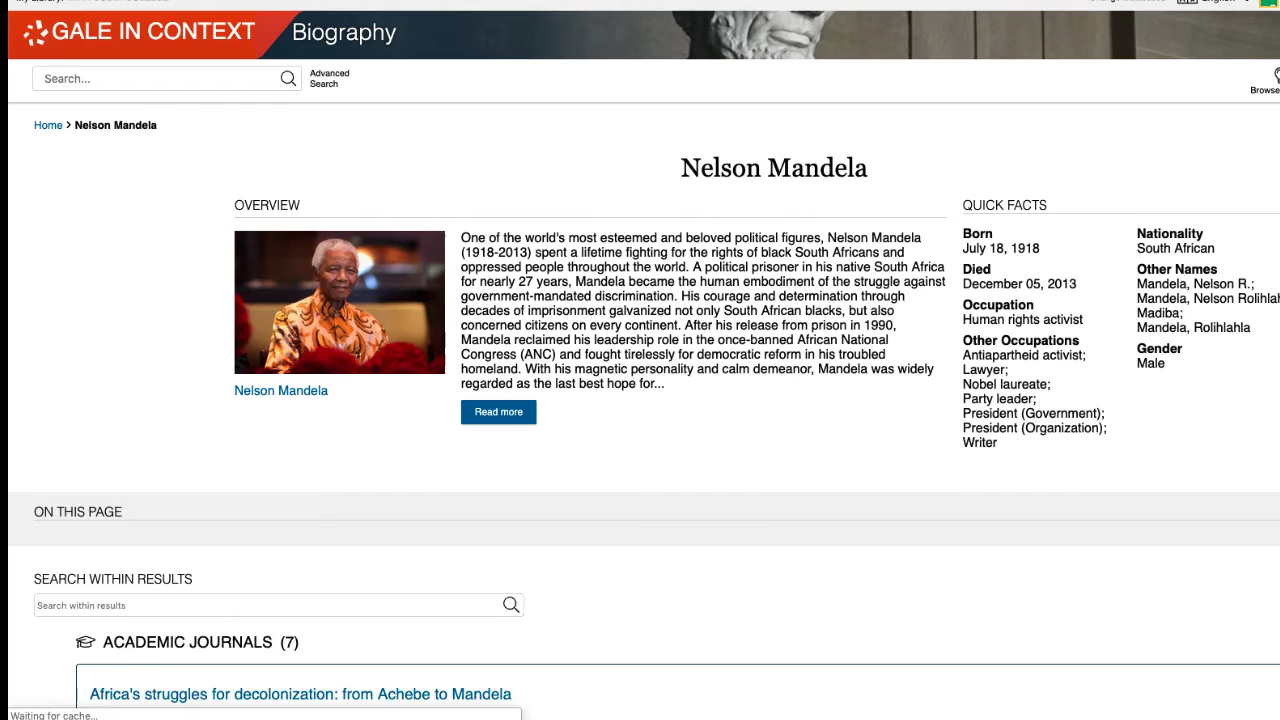 English
GALE IN CONTEXT Biography
Search...
Advanced
Search
Browse
Home > Nelson Mandela
Nelson Mandela
OVERVIEW
One of the world's most esteemed and beloved political figures, Nelson Mandela
(1918-2013) spent a lifetime fighting for the rights of black South Africans and
oppressed people throughout the world. A political prisoner in his native South Africa
for nearly 27 years, Mandela became the human embodiment of the struggle against
government-mandated discrimination. His courage and determination through
decades of imprisonment galvanized not only South African blacks, but also
concerned citizens on every continent. After his release from prison in 1990,
Mandela reclaimed his leadership role in the once-banned African National
Congress (ANC) and fought tirelessly for democratic reform in his troubled
homeland. With his magnetic personality and calm demeanor, Mandela was widely
regarded as the last best hope for...
Nelson Mandela
Read more
QUICK FACTS
Born
July 18, 1918
Died
December 05, 2013
Occupation
Human rights activist
Other Occupations
Antiapartheid activist;
Lawyer;
Nobel laureate;
Party leader;
President (Government);
President (Organization);
Writer
Nationality
South African
Other Names
Mandela, Nelson R.;
Mandela, Nelson Rolihlah
Madiba;
Mandela, Rolihlahla
Gender
Male
ON THIS PAGE
SEARCH WITHIN RESULTS
Search within results
ACADEMIC JOURNALS (7)
Africa's struggles for decolonization: from Achebe to Mandela
Waiting for cache...